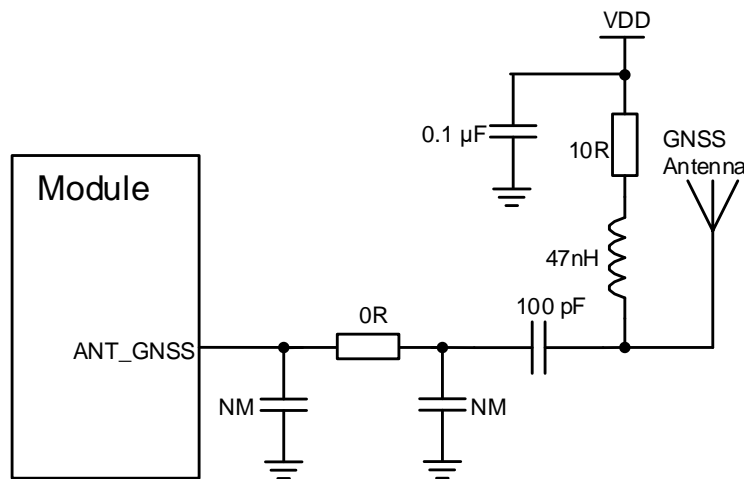 VDD
0.1 µF
10R
GNSS
Antenna
Module
47nH
100 pF
0R
ANT_GNSS
NM
NM